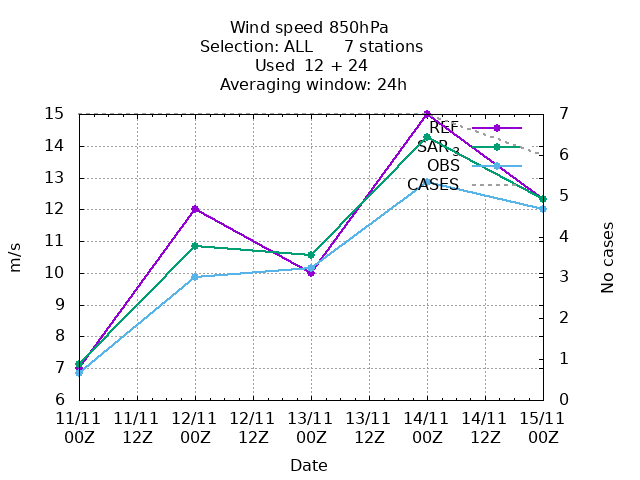 Wind speed 850hPa
Selection: ALL 7 stations
Used 12 + 24
Averaging window: 24h
m/s
15
14
13
12
11
10
9
8
7
6
REF
SAR 3
OBS
CASES
7
6
5
4
3
2
1
0
No cases
11/11 11/11 12/11 12/11 13/11 13/11 14/11 14/11 15/11
00Z 12Z 00Z 12Z 00Z 12Z 00Z 12Z 00Z
Date